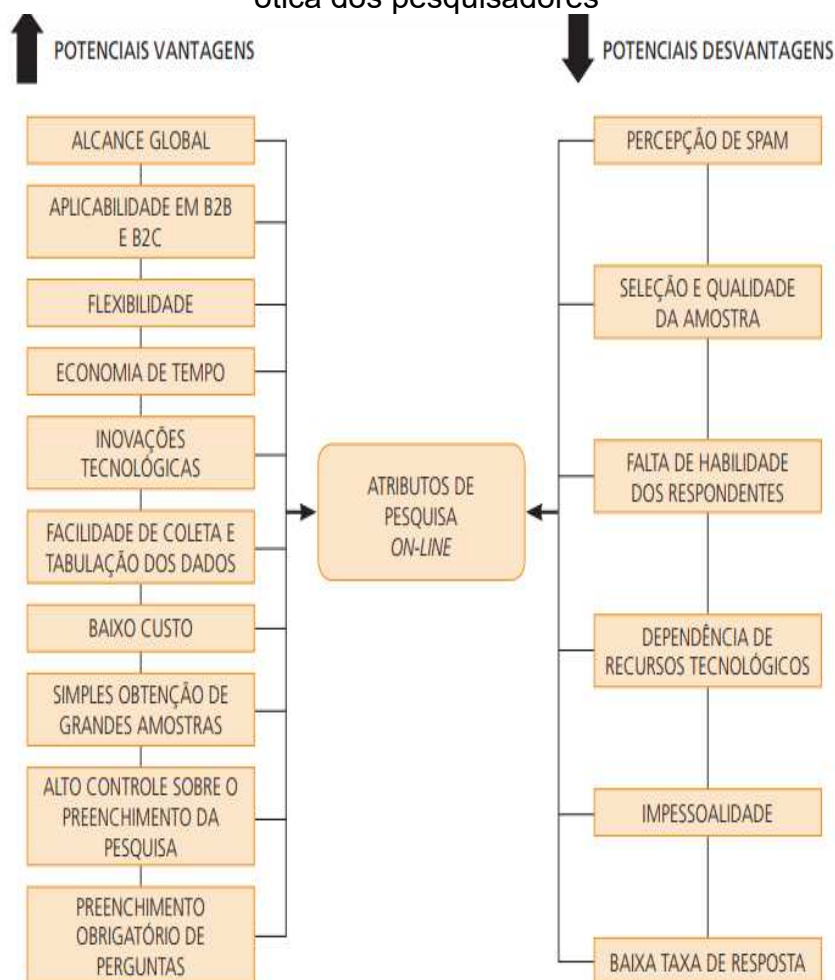 ótica dos pesquisadores
POTENCIAIS VANTAGENS
POTENCIAIS DESVANTAGENS
ALCANCE GLOBAL
APLICABILIDADE EM B2B
E B2C
FLEXIBILIDADE
ECONOMIA DE TEMPO
INOVAÇÕES
TECNOLÓGICAS
FACILIDADE DE COLETA E
TABULAÇÃO DOS DADOS
BAIXO CUSTO
SIMPLES OBTENÇÃO DE
GRANDES AMOSTRAS
ALTO CONTROLE SOBRE O
PREENCHIMENTO DA
PESQUISA
PREENCHIMENTO
OBRIGATÓRIO DE
PERGUNTAS
ATRIBUTOS DE
PESQUISA
ON-LINE
PERCEPÇÃO DE SPAM
SELEÇÃO E QUALIDADE
DA AMOSTRA
FALTA DE HABILIDADE
DOS RESPONDENTES
DEPENDÊNCIA DE
RECURSOS TECNOLÓGICOS
IMPESSOALIDADE
BAIXA TAXA DE RESPOSTA